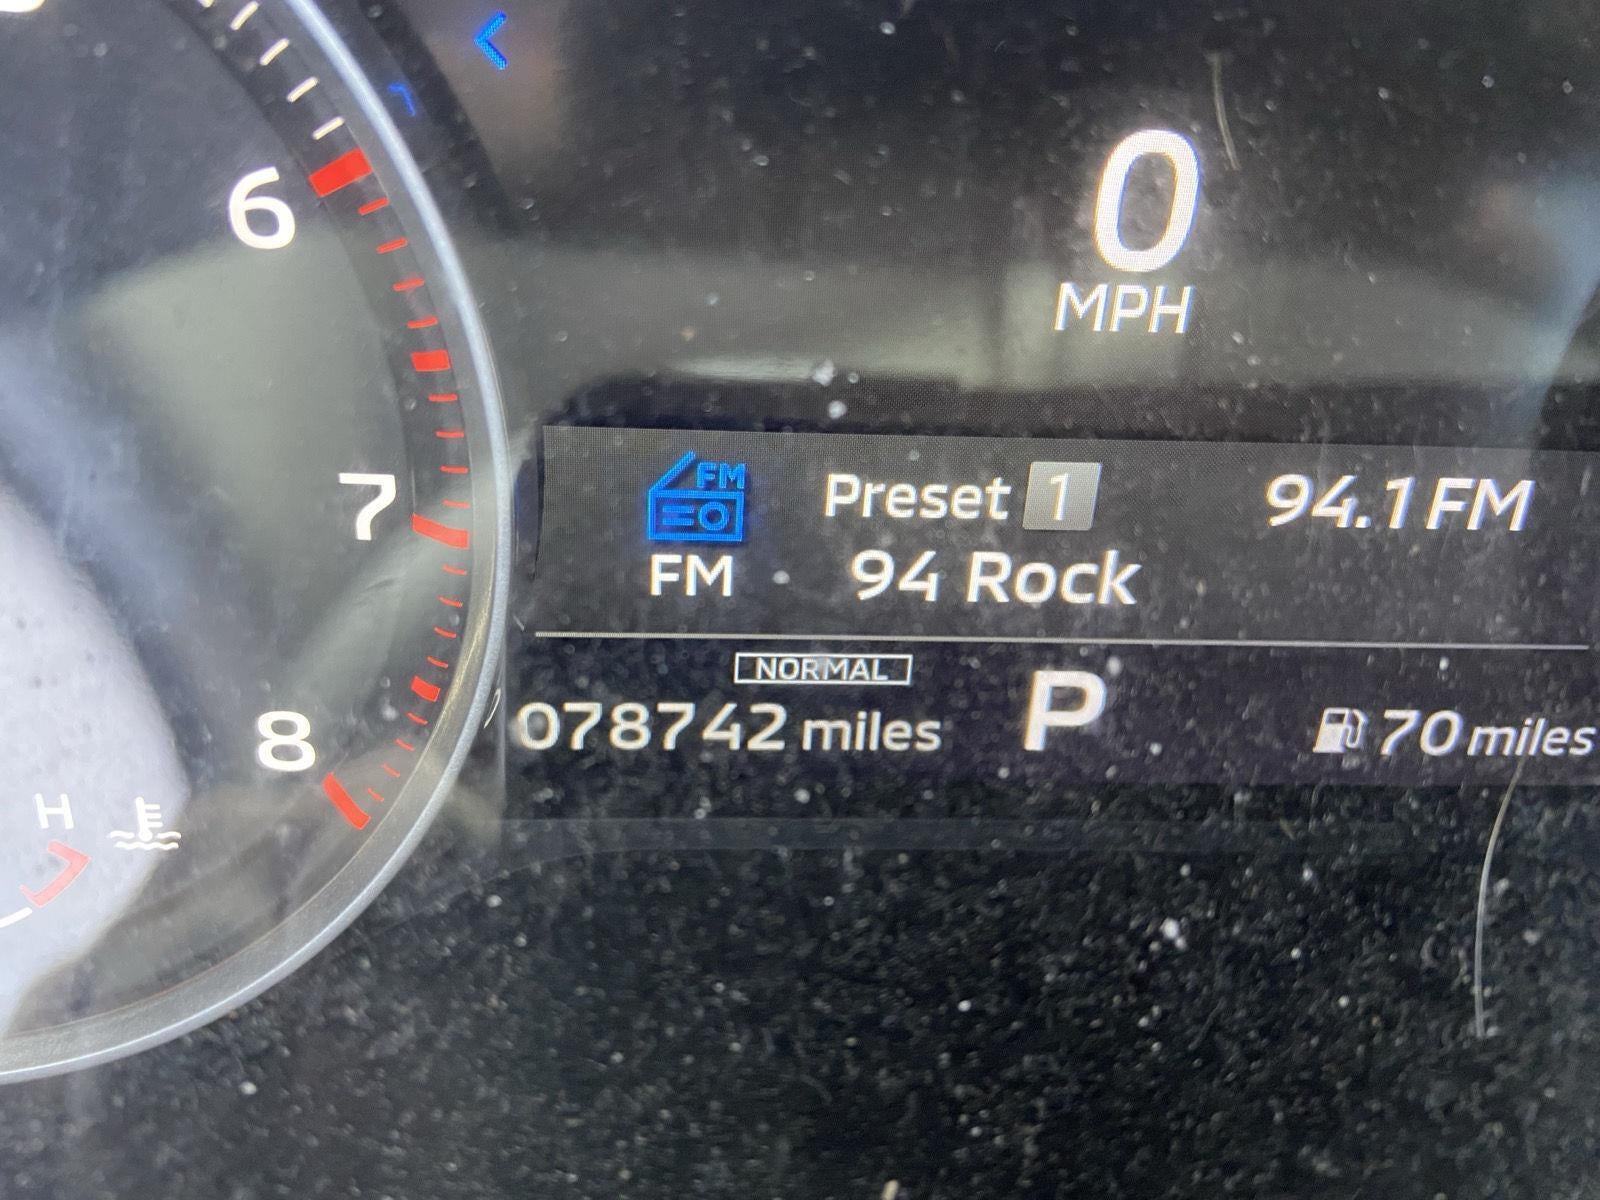 6
7
8
H
0
MPH
FM
FM
Preset 1 94.1 FM
94 Rock
NORMAL
078742 miles P 70 miles